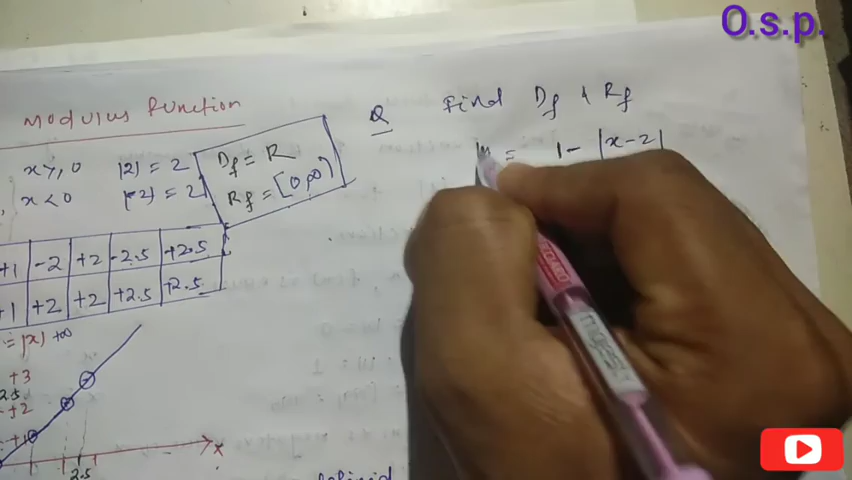 O.s.p.
Modulus Function
x⩾0 |2| = 2
x<0 |-2| = 2
Df = R
Rf = [0,∞)
+1 -2 +2 -2.5 +2.5
+1 +2 +2 +2.5 +2.5
= |x| +∞
+3
2.5
+2
+1
2.5
x
Q Find Df & Rf
= 1 - |x-2|